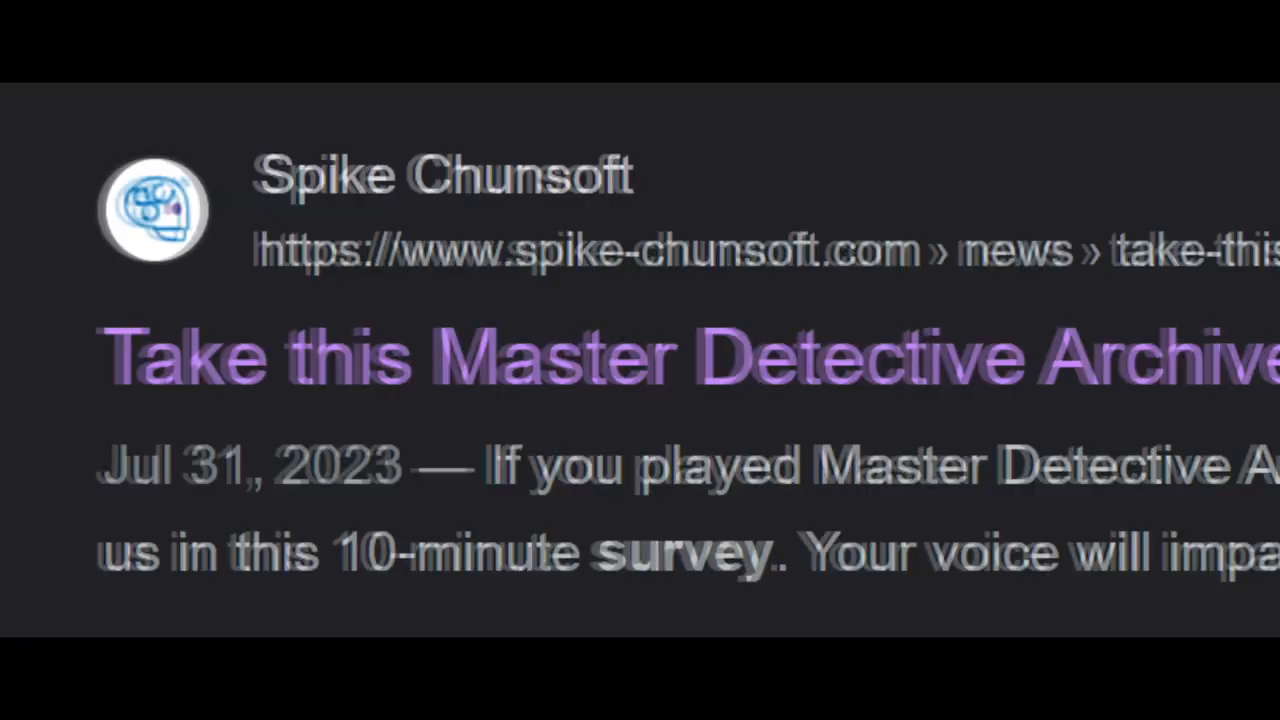 Spike Chunsoft
https://www.spike-chunsoft.com › news › take-this
Take this Master Detective Archive
Jul 31, 2023 — If you played Master Detective
us in this 10-minute survey. Your voice will impa